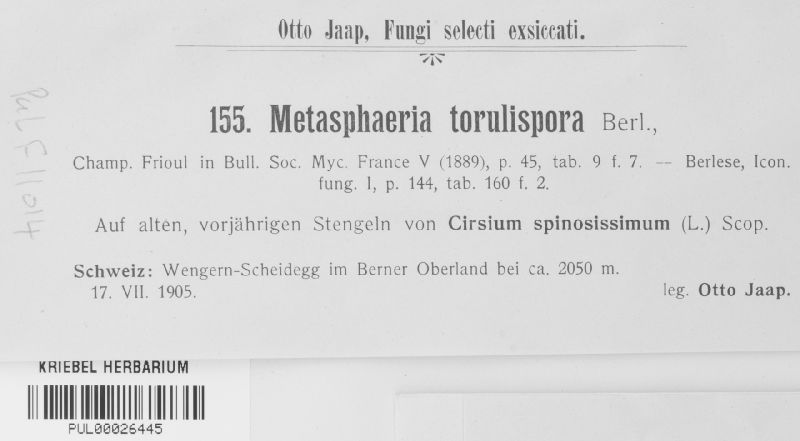 Otto Jaap, Fungi selecti exsiccati.
155. Metasphaeria torulispora Berl.,
Champ. Frioul in Bull. Soc. Myc. France V (1889), p. 45, tab. 9 f. 7. — Berlese, Icon.
fung. I, p. 144, tab. 160 f. 2.
Auf alten, vorjährigen Stengeln von Cirsium spinosissimum (L.) Scop.
Schweiz: Wengern-Scheidegg im Berner Oberland bei ca. 2050 m.
17. VII. 1905.
leg. Otto Jaap.
Pul F11014
KRIEBEL HERBARIUM
PUL00026445